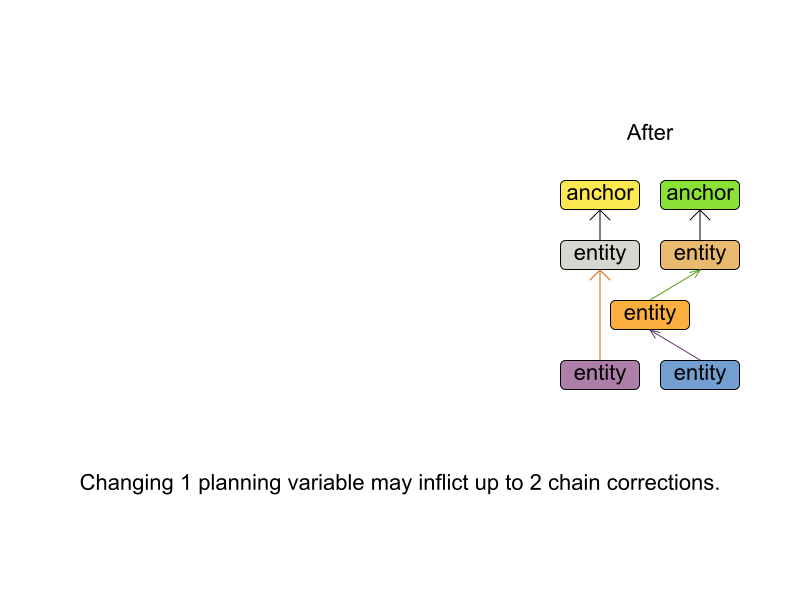 After
anchor anchor
entity entity
entity
entity entity
Changing 1 planning variable may inflict up to 2 chain corrections.